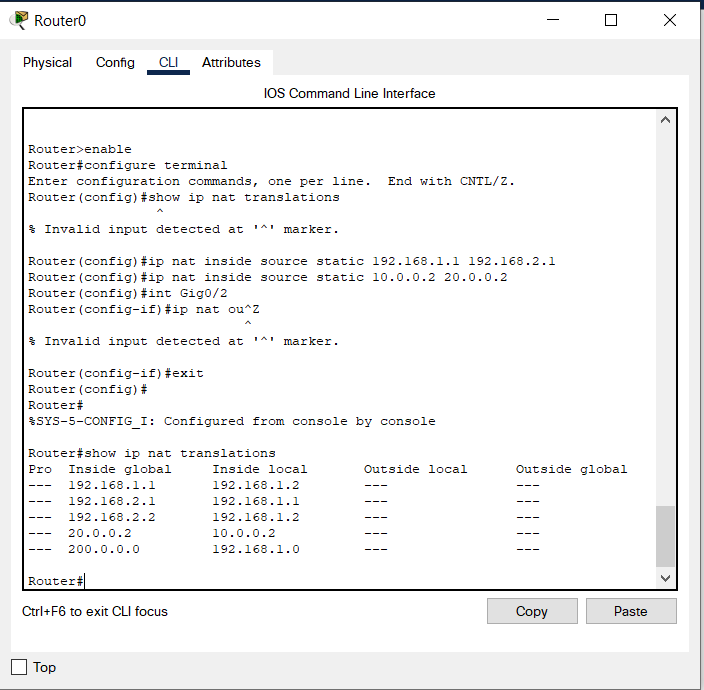 Router0
Physical Config CLI Attributes
IOS Command Line Interface
Router>enable
Router#configure terminal
Enter configuration commands, one per line.  End with CNTL/Z.
Router(config)#show ip nat translations
^
% Invalid input detected at '^' marker.
Router(config)#ip nat inside source static 192.168.1.1 192.168.2.1
Router(config)#ip nat inside source static 10.0.0.2 20.0.0.2
Router(config)#int Gig0/2
Router(config-if)#ip nat ou^Z
^
% Invalid input detected at '^' marker.
Router(config-if)#exit
Router(config)#
Router#
%SYS-5-CONFIG_I: Configured from console by console
Router#show ip nat translations
Pro  Inside global     Inside local       Outside local      Outside global
---  192.168.1.1       192.168.1.2        ---                ---
---  192.168.2.1       192.168.1.1        ---                ---
---  192.168.2.2       192.168.1.2        ---                ---
---  20.0.0.2          10.0.0.2           ---                ---
---  200.0.0.0         192.168.1.0        ---                ---
Router#
Ctrl+F6 to exit CLI focus Copy Paste
Top